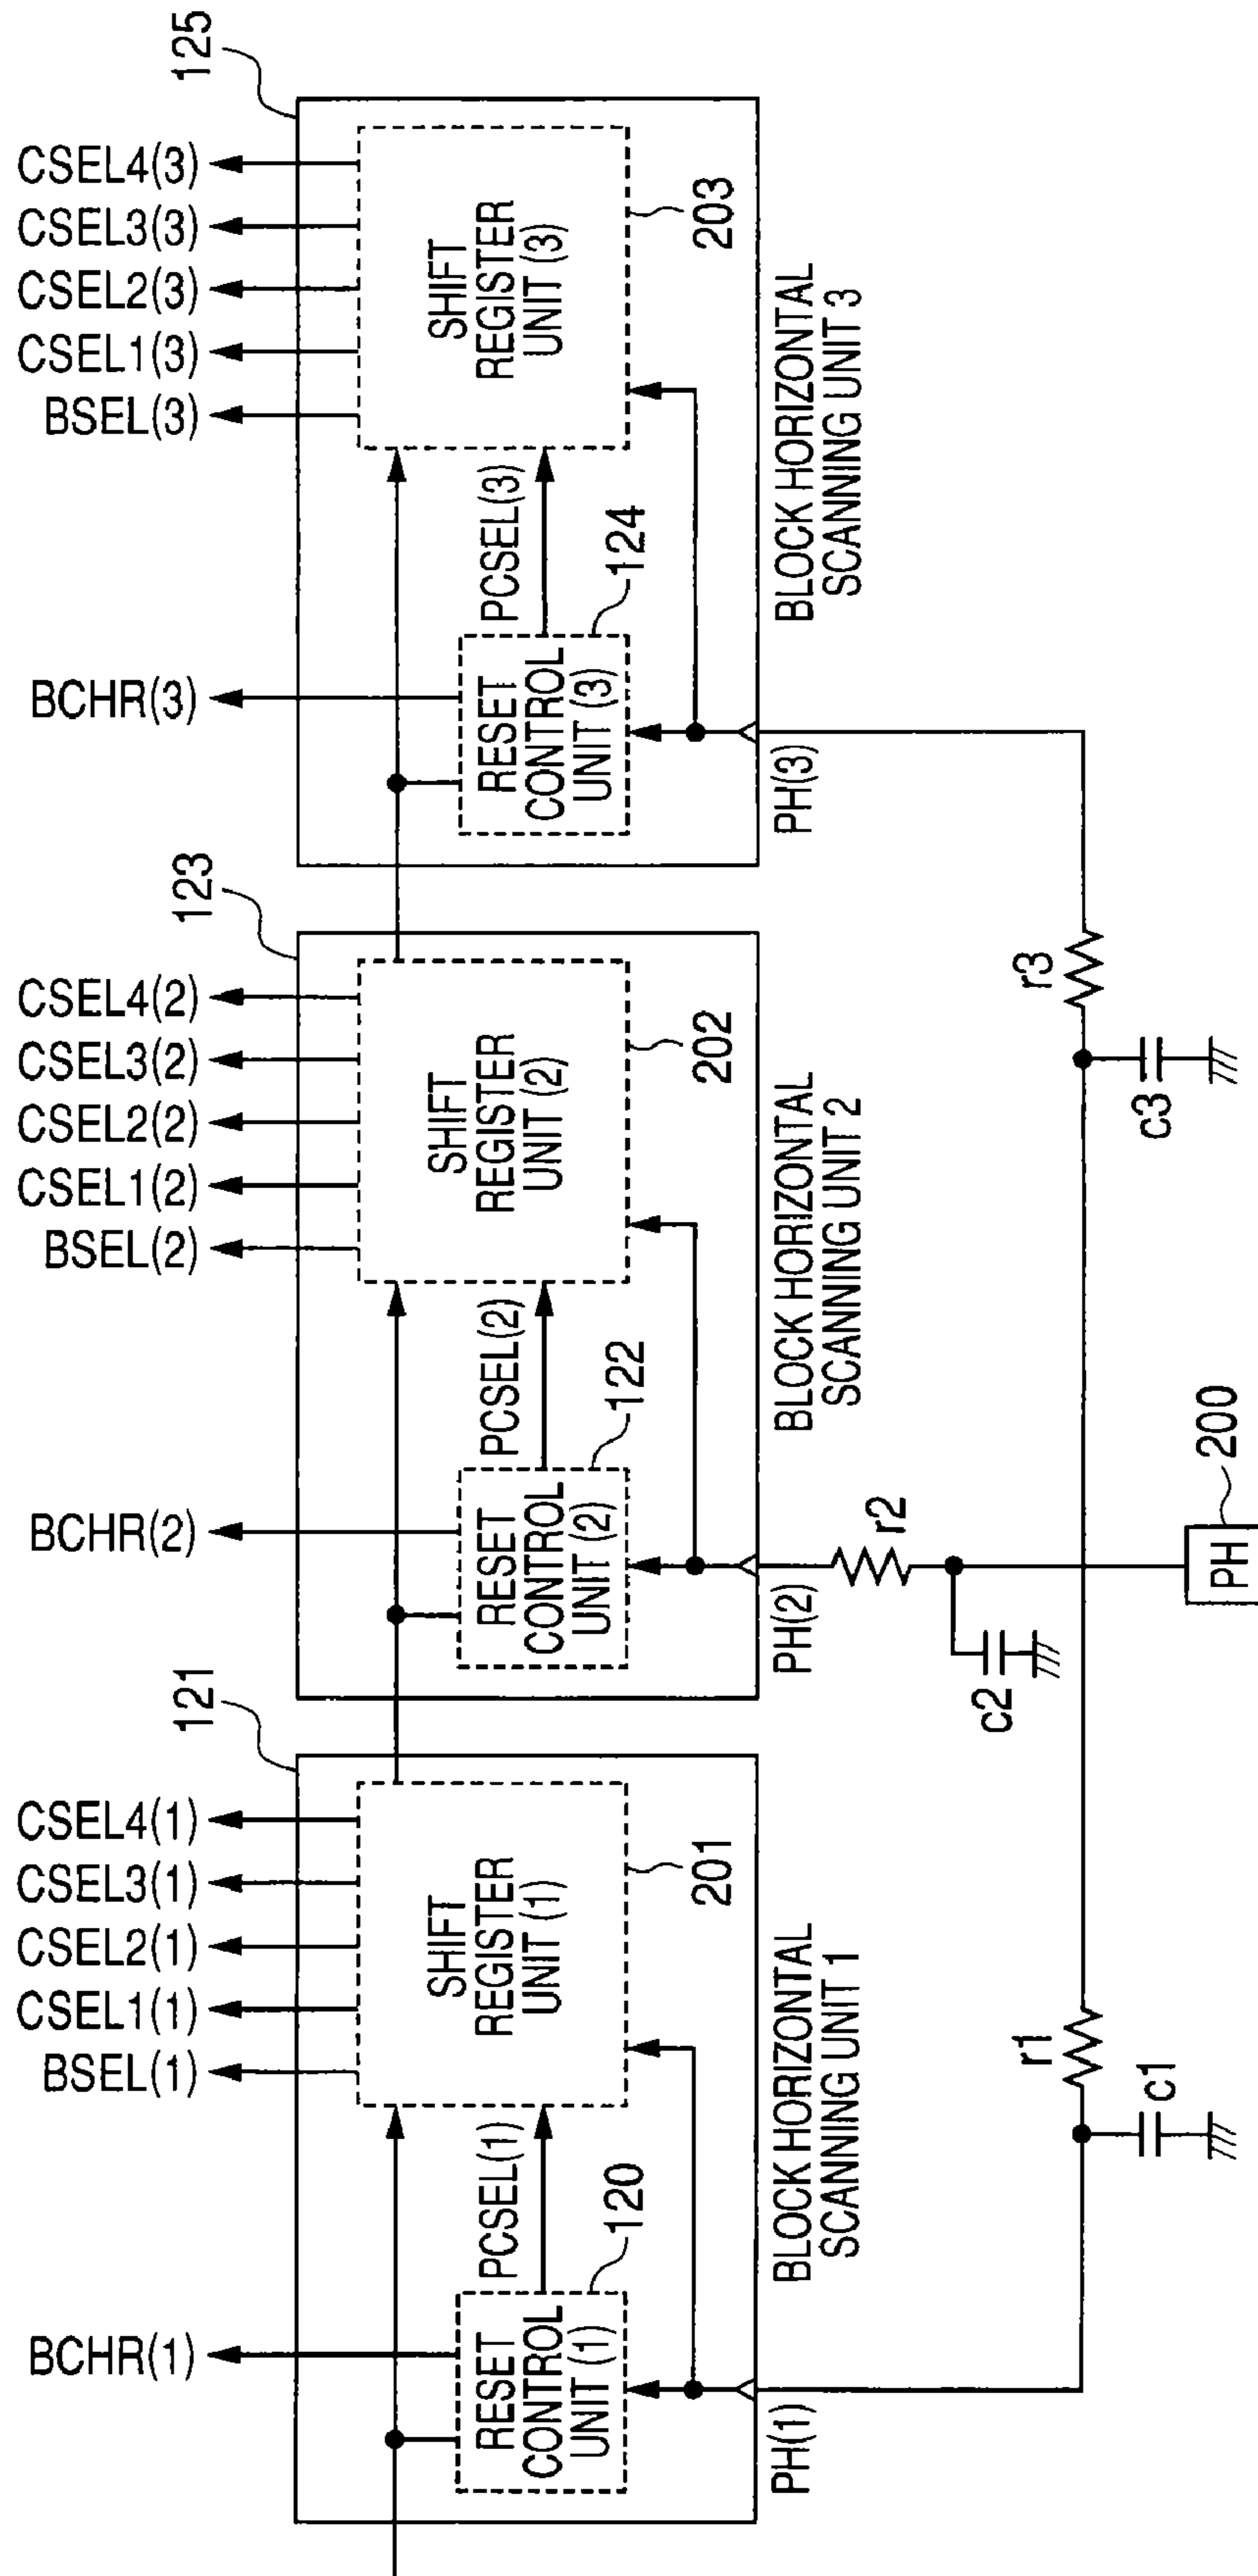 BCHR(1)
BSEL(1)
CSEL1(1)
CSEL2(1)
CSEL3(1)
CSEL4(1)
121
RESET
CONTROL
UNIT (1)
PCSEL(1)
120
SHIFT
REGISTER
UNIT (1)
201
PH(1)
BLOCK HORIZONTAL
SCANNING UNIT 1
BCHR(2)
BSEL(2)
CSEL1(2)
CSEL2(2)
CSEL3(2)
CSEL4(2)
123
RESET
CONTROL
UNIT (2)
PCSEL(2)
122
SHIFT
REGISTER
UNIT (2)
202
PH(2)
BLOCK HORIZONTAL
SCANNING UNIT 2
BCHR(3)
BSEL(3)
CSEL1(3)
CSEL2(3)
CSEL3(3)
CSEL4(3)
125
RESET
CONTROL
UNIT (3)
PCSEL(3)
124
SHIFT
REGISTER
UNIT (3)
203
PH(3)
BLOCK HORIZONTAL
SCANNING UNIT 3
r1
c1
r2
c2
r3
c3
PH
200